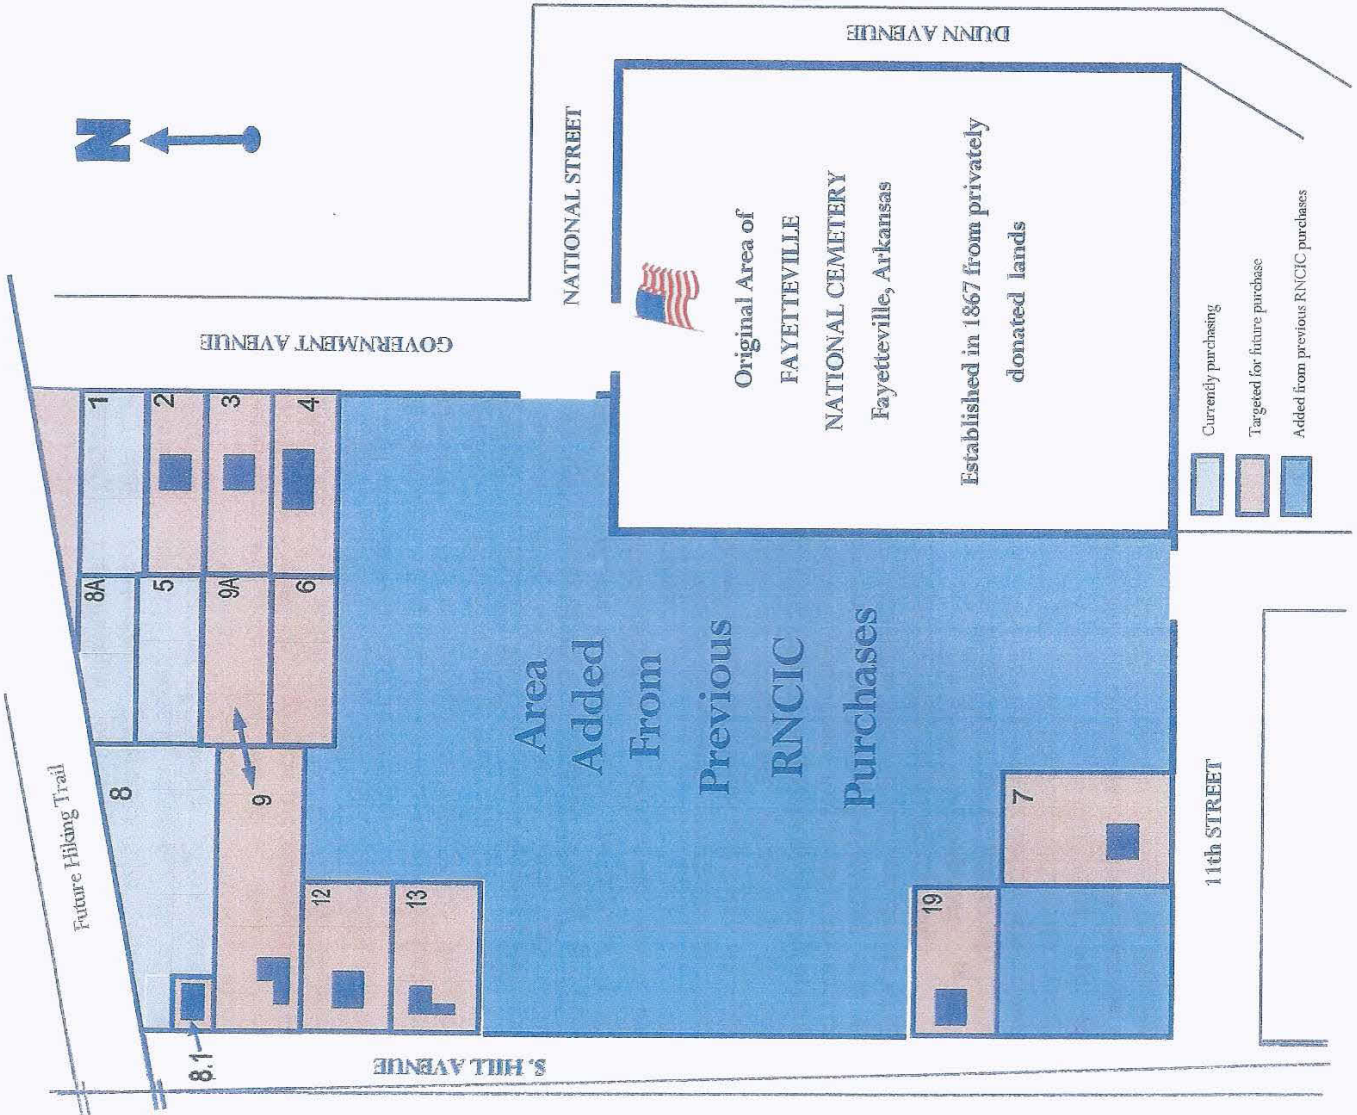 N
Future Hiking Trail
GOVERNMENT AVENUE
NATIONAL STREET
DUNN AVENUE
S. HILL AVENUE
11th STREET
1
2
3
4
8A
5
9A
6
8
8.1
9
12
13
19
7
Area
Added
From
Previous
RNCIC
Purchases
Original Area of
FAYETTEVILLE
NATIONAL CEMETERY
Fayetteville, Arkansas
Established in 1867 from privately
donated lands
Currently purchasing
Targeted for future purchase
Added from previous RNCIC purchases